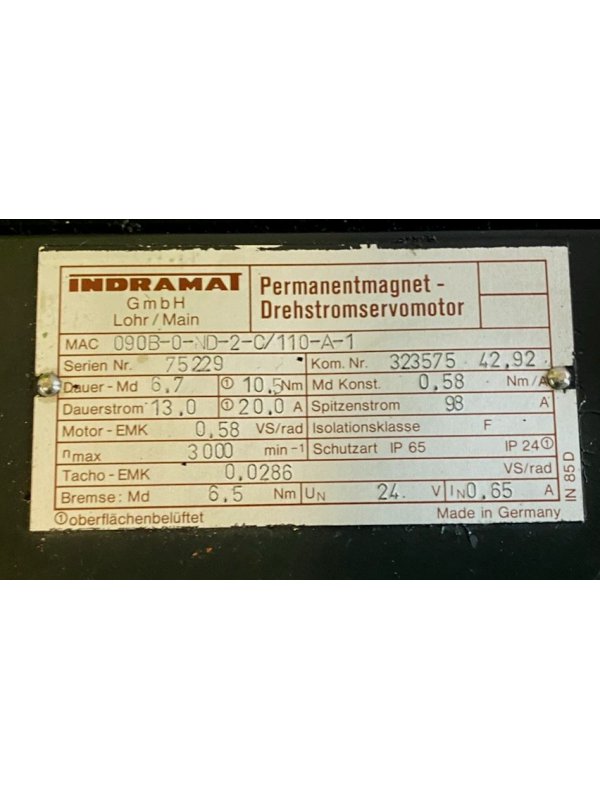 INDRAMAT
GmbH
Lohr/Main
Permanentmagnet -
Drehstromservomotor
MAC 090B-0-ND-2-C/110-A-1
Serien Nr. 75229 Kom. Nr. 323575 42,92
Dauer - Md 6.7 ① 10,5 Nm Md Konst. 0,58 Nm/A
Dauerstrom 13,0 ① 20,0 A Spitzenstrom 98 A
Motor - EMK 0,58 VS/rad Isolationsklasse F
nmax 3000 min -1 Schutzart IP 65 IP 24①
Tacho - EMK 0,0286 VS/rad
Bremse: Md 6,5 Nm UN 24. V IN 0,65 A
①oberflächenbelüftet Made in Germany
IN 85D